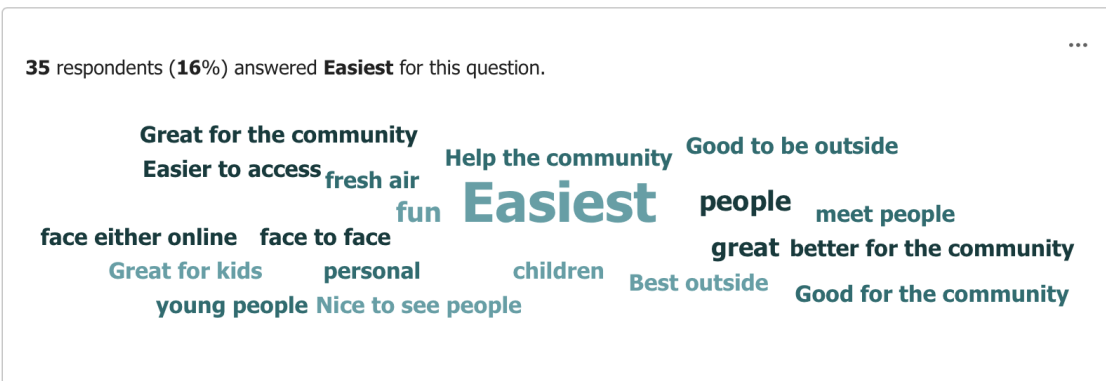 ...
35 respondents (16%) answered Easiest for this question.
Great for the community
Help the community
Good to be outside
Easier to access
fresh air
fun
Easiest
people
meet people
face either online
face to face
great
better for the community
Great for kids
personal
children
Best outside
Good for the community
young people
Nice to see people